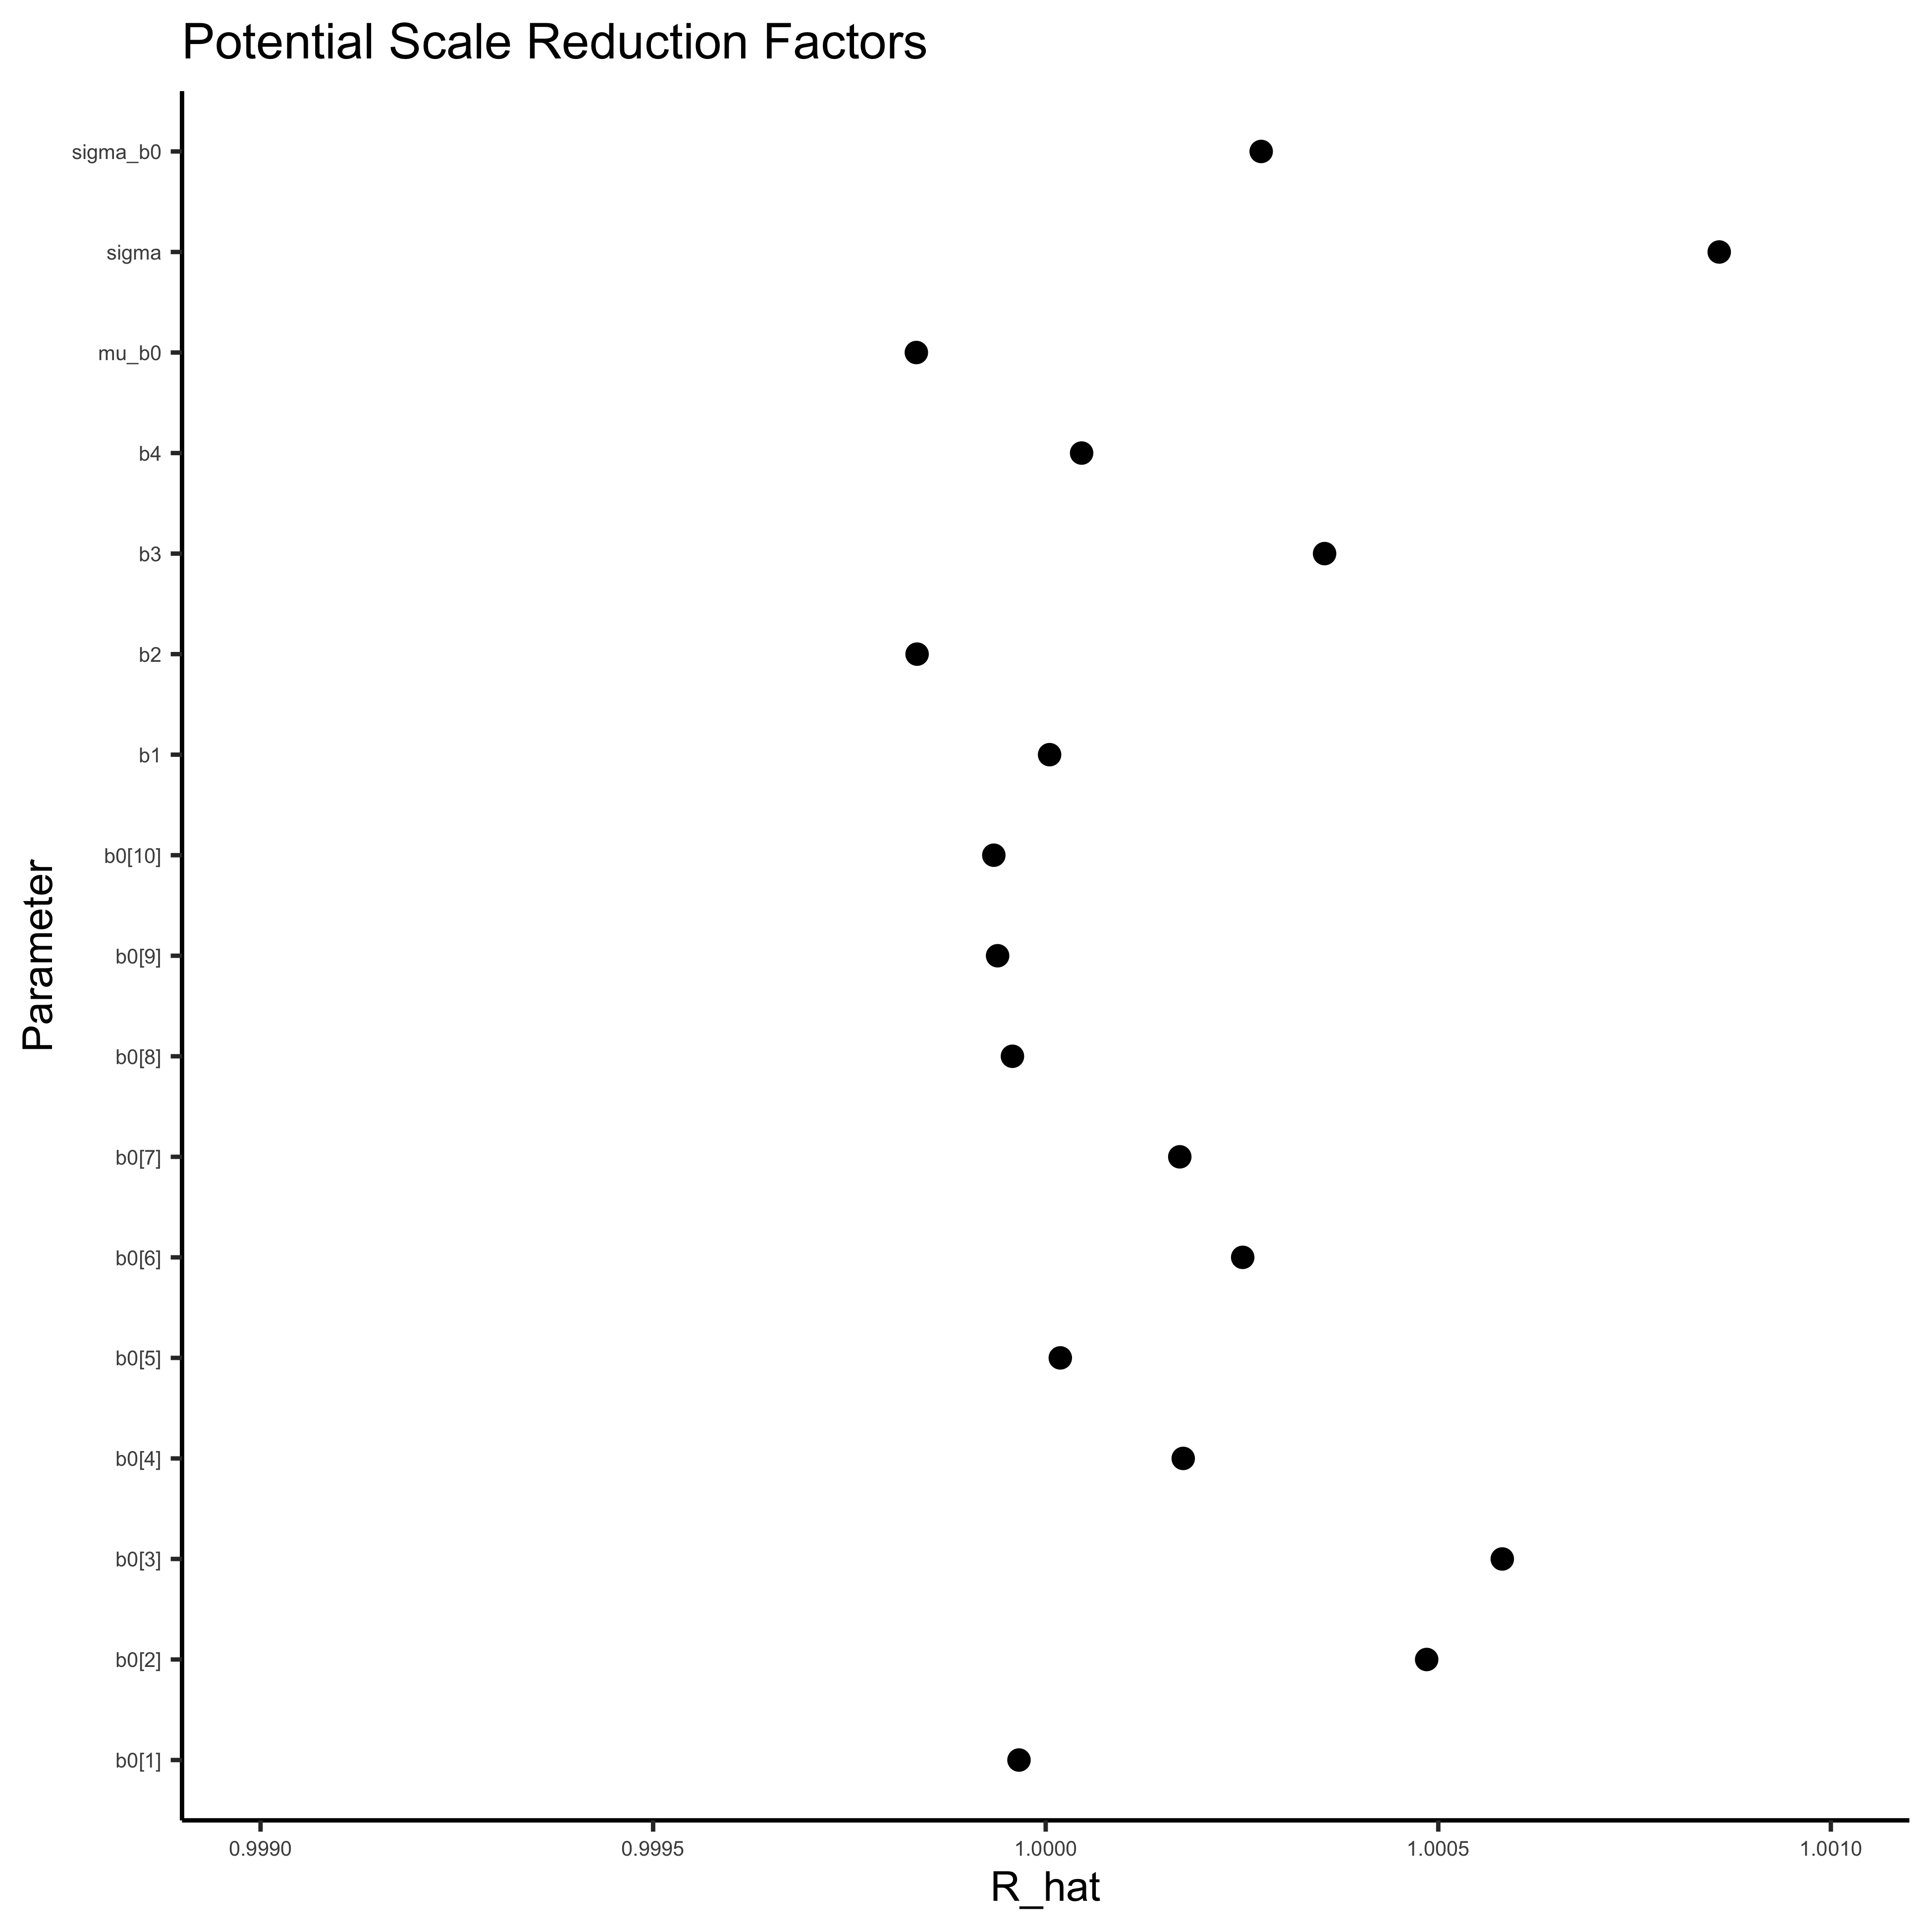 Potential Scale Reduction Factors
sigma_b0
sigma
mu_b0
b4
b3
b2
b1
b0[10]
b0[9]
b0[8]
b0[7]
b0[6]
b0[5]
b0[4]
b0[3]
b0[2]
b0[1]
Parameter
0.9990 0.9995 1.0000 1.0005 1.0010
R_hat